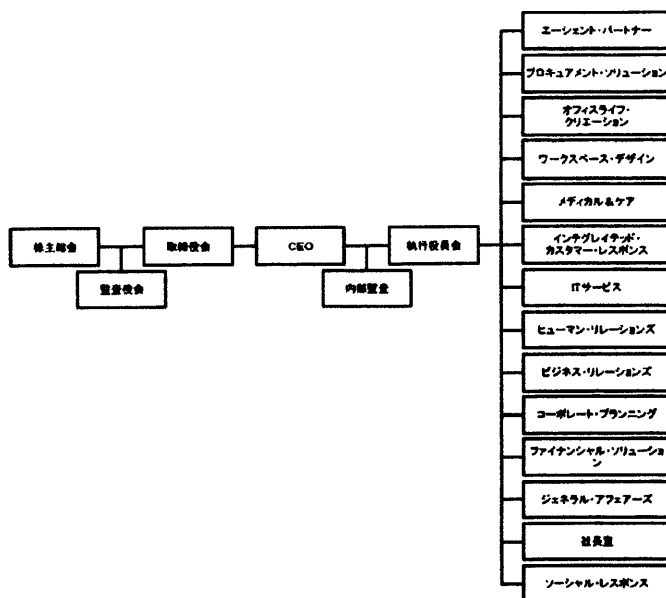 エージェント・パートナー
プロキュアメント・ソリューション
オフィスライフ・
クリエーション
ワークスペース・デザイン
メディカル＆ケア
株主総会
取締役会
CEO
執行役員会
インテグレイテッド・
カスタマー・レスポンス
監査役会
内部監査
ITサービス
ヒューマン・リレーションズ
ビジネス・リレーションズ
コーポレート・プランニング
ファイナンシャル・ソリューショ
ン
ジェネラル・アフェアーズ
社長室
ソーシャル・レスポンス